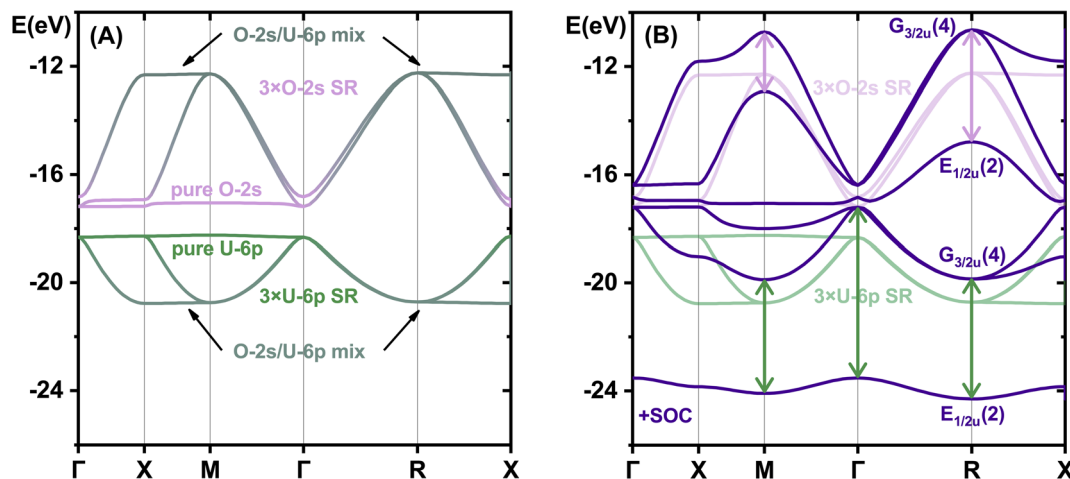 E(eV)
(A)
O-2s/U-6p mix
3×O-2s SR
pure O-2s
pure U-6p
3×U-6p SR
O-2s/U-6p mix
-12
-16
-20
-24
Γ X M Γ R X
E(eV)
(B)
G3/2u(4)
3×O-2s SR
E1/2u(2)
G3/2u(4)
3×U-6p SR
+SOC
E1/2u(2)
-12
-16
-20
-24
Γ X M Γ R X